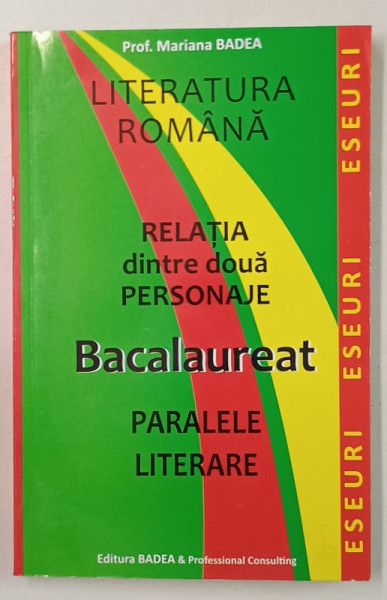 Prof. Mariana BADEA
LITERATURA
ROMÂNĂ
RELAȚIA
dintre două
PERSONAJE
Bacalaureat
PARALELE
LITERARE
Editura BADEA & Professional Consulting
ESEURI
ESEURI
ESEURI